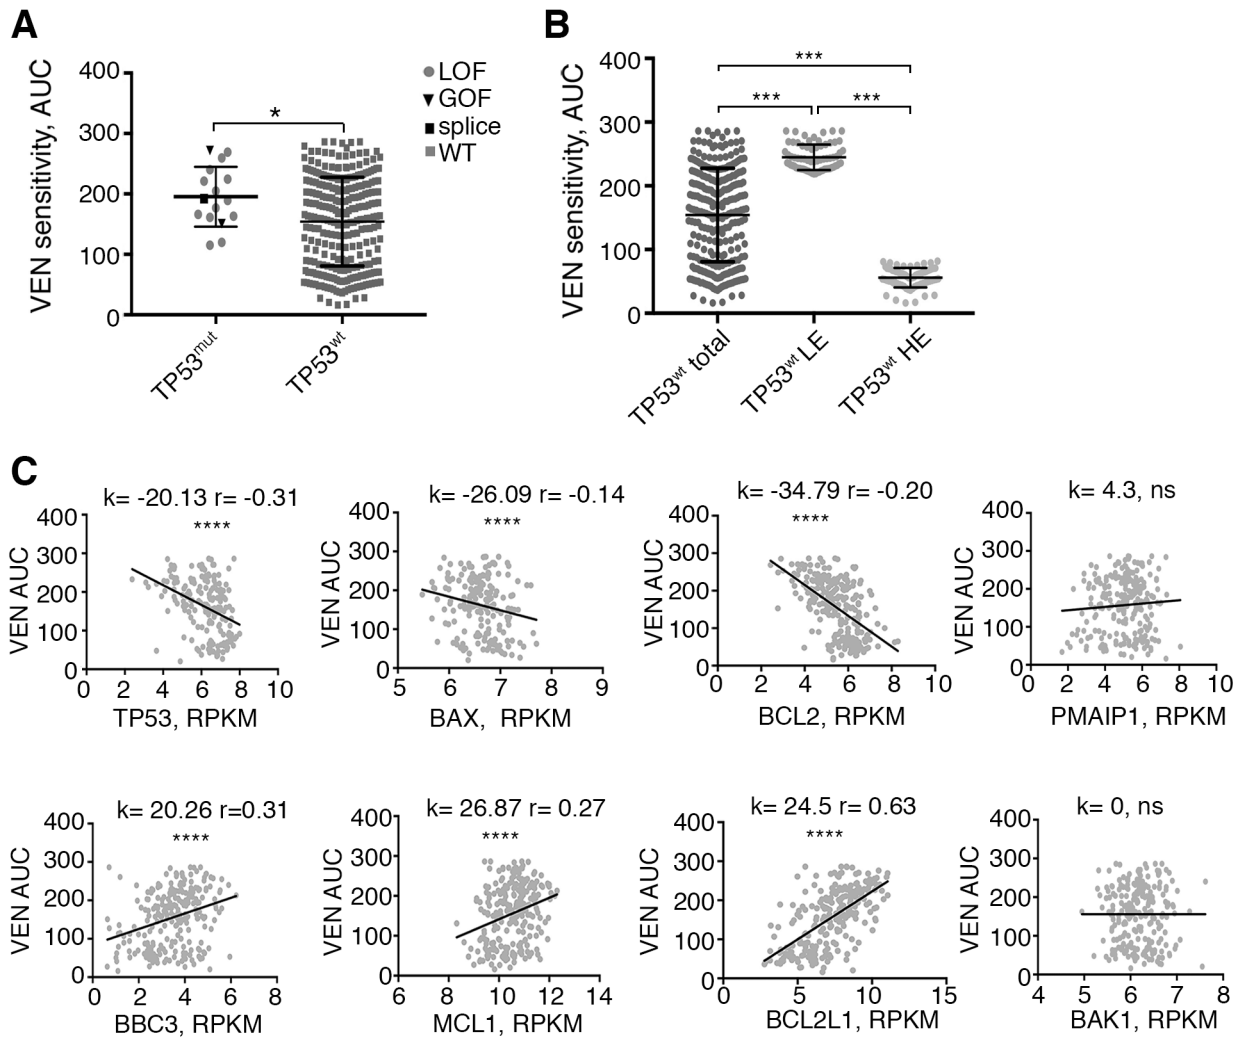 A
VEN sensitivity, AUC
400
300
200
100
0
*
TP53mut
TP53wt
LOF
GOF
splice
WT
B
VEN sensitivity, AUC
400
300
200
100
0
***
***
***
TP53wt total
TP53wt LE
TP53wt HE
C
k= -20.13 r= -0.31
****
VEN AUC
400
300
200
100
0
0 2 4 6 8 10
TP53, RPKM
k= -26.09 r= -0.14
****
VEN AUC
400
300
200
100
0
5 6 7 8 9
BAX, RPKM
k= -34.79 r= -0.20
****
VEN AUC
400
300
200
100
0
0 2 4 6 8 10
BCL2, RPKM
k= 4.3, ns
VEN AUC
400
300
200
100
0
0 2 4 6 8 10
PMAIP1, RPKM
k= 20.26 r=0.31
****
VEN AUC
400
300
200
100
0
0 2 4 6 8
BBC3, RPKM
k= 26.87 r= 0.27
****
VEN AUC
400
300
200
100
0
6 8 10 12 14
MCL1, RPKM
k= 24.5 r= 0.63
****
VEN AUC
400
300
200
100
0
0 5 10 15
BCL2L1, RPKM
k= 0, ns
VEN AUC
400
300
200
100
0
4 5 6 7 8
BAK1, RPKM